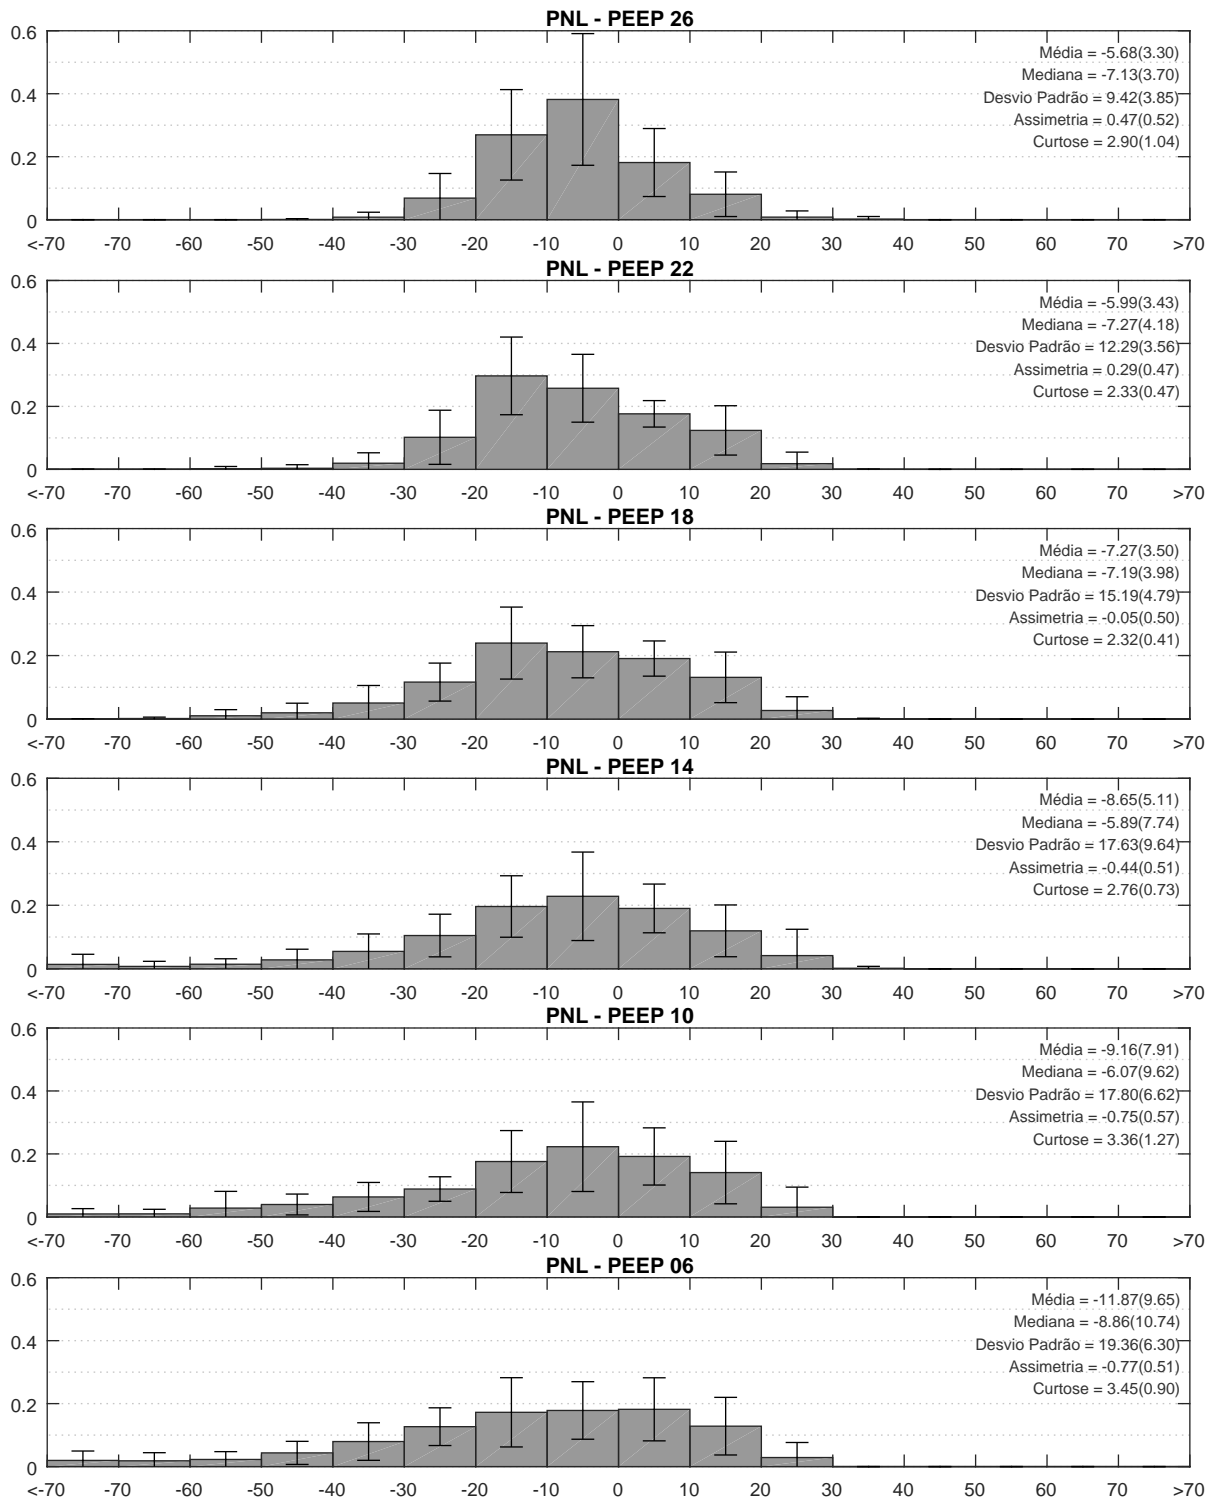 PNL - PEEP 26
0.6
0.4
0.2
0
Média = -5.68(3.30)
Mediana = -7.13(3.70)
Desvio Padrão = 9.42(3.85)
Assimetria = 0.47(0.52)
Curtose = 2.90(1.04)
<-70 -70 -60 -50 -40 -30 -20 -10 0 10 20 30 40 50 60 70 >70
PNL - PEEP 22
0.6
0.4
0.2
0
Média = -5.99(3.43)
Mediana = -7.27(4.18)
Desvio Padrão = 12.29(3.56)
Assimetria = 0.29(0.47)
Curtose = 2.33(0.47)
<-70 -70 -60 -50 -40 -30 -20 -10 0 10 20 30 40 50 60 70 >70
PNL - PEEP 18
0.6
0.4
0.2
0
Média = -7.27(3.50)
Mediana = -7.19(3.98)
Desvio Padrão = 15.19(4.79)
Assimetria = -0.05(0.50)
Curtose = 2.32(0.41)
<-70 -70 -60 -50 -40 -30 -20 -10 0 10 20 30 40 50 60 70 >70
PNL - PEEP 14
0.6
0.4
0.2
0
Média = -8.65(5.11)
Mediana = -5.89(7.74)
Desvio Padrão = 17.63(9.64)
Assimetria = -0.44(0.51)
Curtose = 2.76(0.73)
<-70 -70 -60 -50 -40 -30 -20 -10 0 10 20 30 40 50 60 70 >70
PNL - PEEP 10
0.6
0.4
0.2
0
Média = -9.16(7.91)
Mediana = -6.07(9.62)
Desvio Padrão = 17.80(6.62)
Assimetria = -0.75(0.57)
Curtose = 3.36(1.27)
<-70 -70 -60 -50 -40 -30 -20 -10 0 10 20 30 40 50 60 70 >70
PNL - PEEP 06
0.6
0.4
0.2
0
Média = -11.87(9.65)
Mediana = -8.86(10.74)
Desvio Padrão = 19.36(6.30)
Assimetria = -0.77(0.51)
Curtose = 3.45(0.90)
<-70 -70 -60 -50 -40 -30 -20 -10 0 10 20 30 40 50 60 70 >70